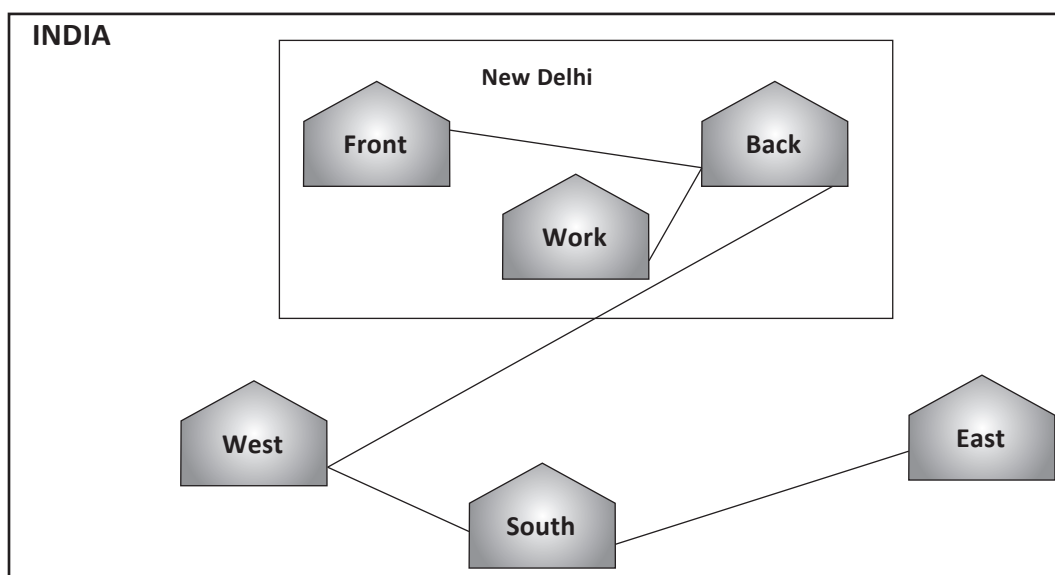 INDIA
New Delhi
Front
Back
Work
West
East
South